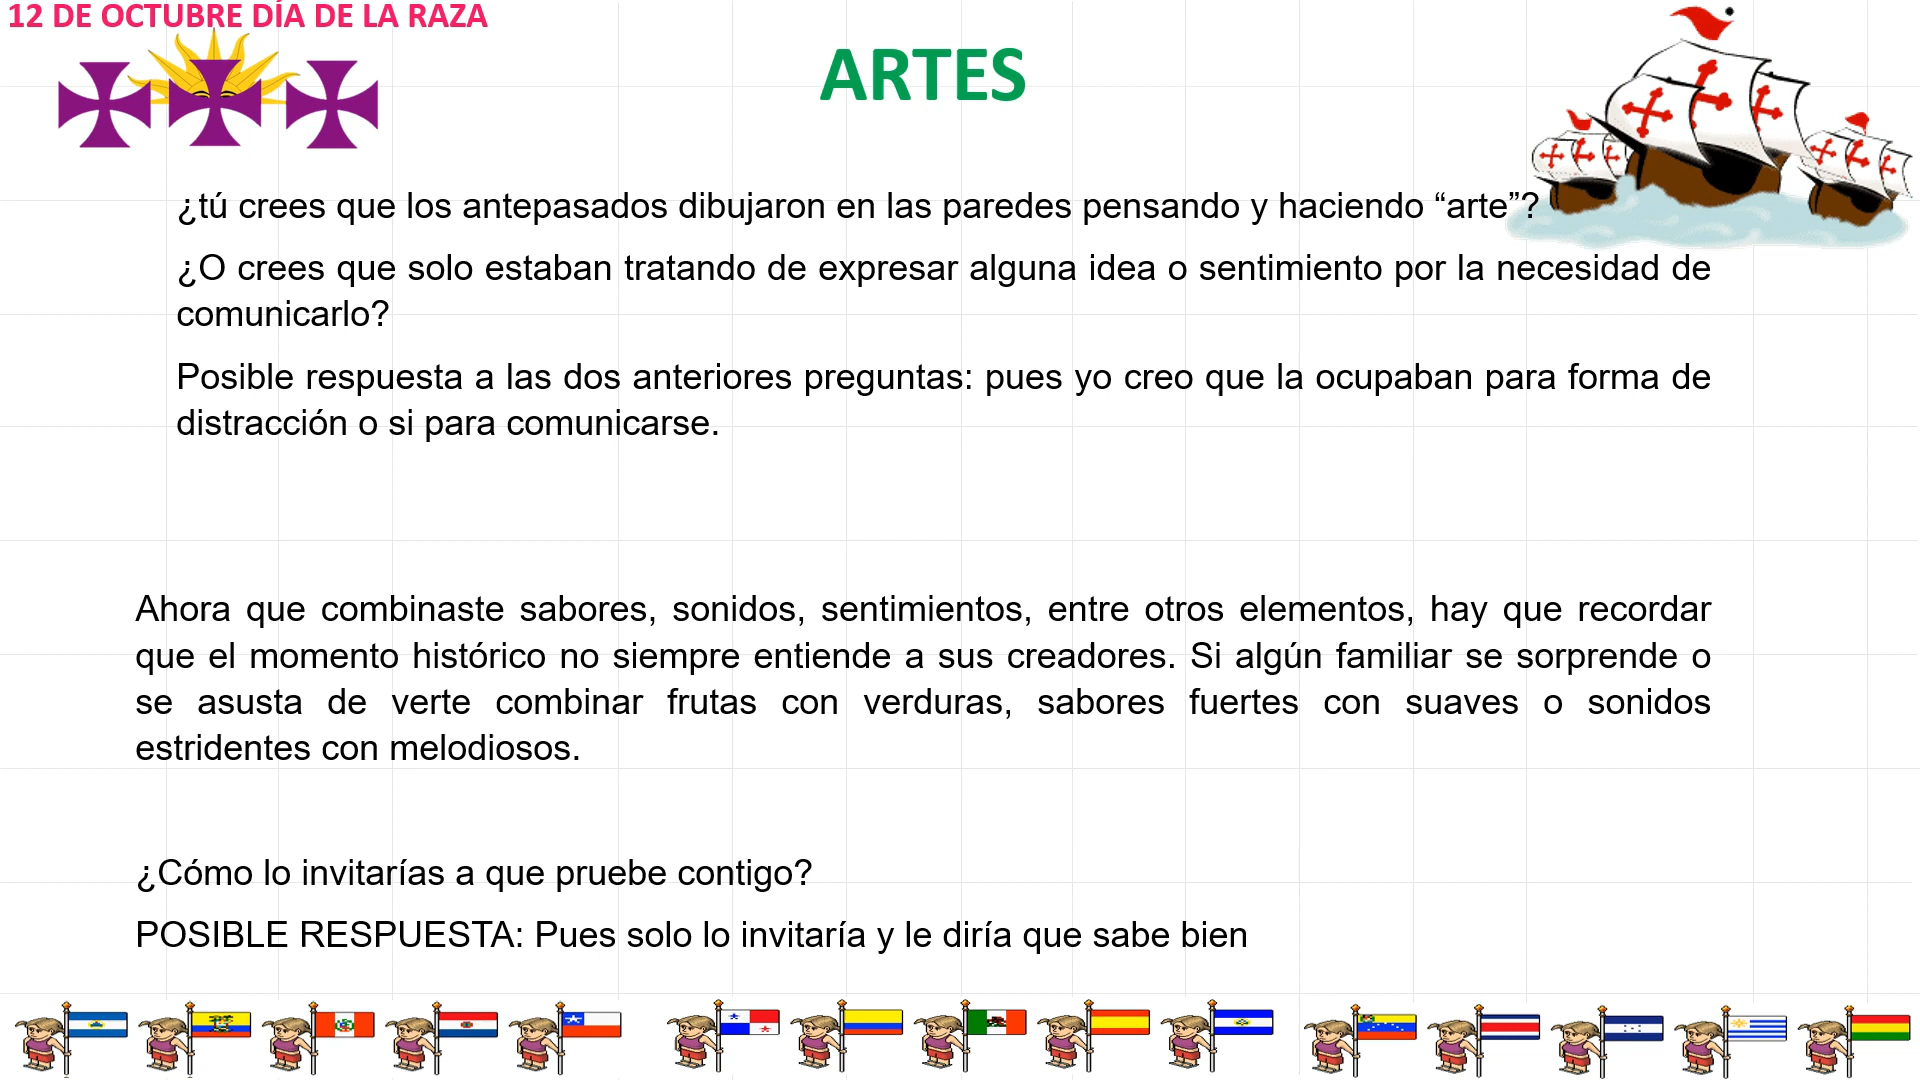 12 DE OCTUBRE DÍA DE LA RAZA
ARTES
¿tú crees que los antepasados dibujaron en las paredes pensando y haciendo “arte”?
¿O crees que solo estaban tratando de expresar alguna idea o sentimiento por la necesidad de
comunicarlo?
Posible respuesta a las dos anteriores preguntas: pues yo creo que la ocupaban para forma de
distracción o si para comunicarse.
Ahora que combinaste sabores, sonidos, sentimientos, entre otros elementos, hay que recordar
que el momento histórico no siempre entiende a sus creadores. Si algún familiar se sorprende o
se asusta de verte combinar frutas con verduras, sabores fuertes con suaves o sonidos
estridentes con melodiosos.
¿Cómo lo invitarías a que pruebe contigo?
POSIBLE RESPUESTA: Pues solo lo invitaría y le diría que sabe bien